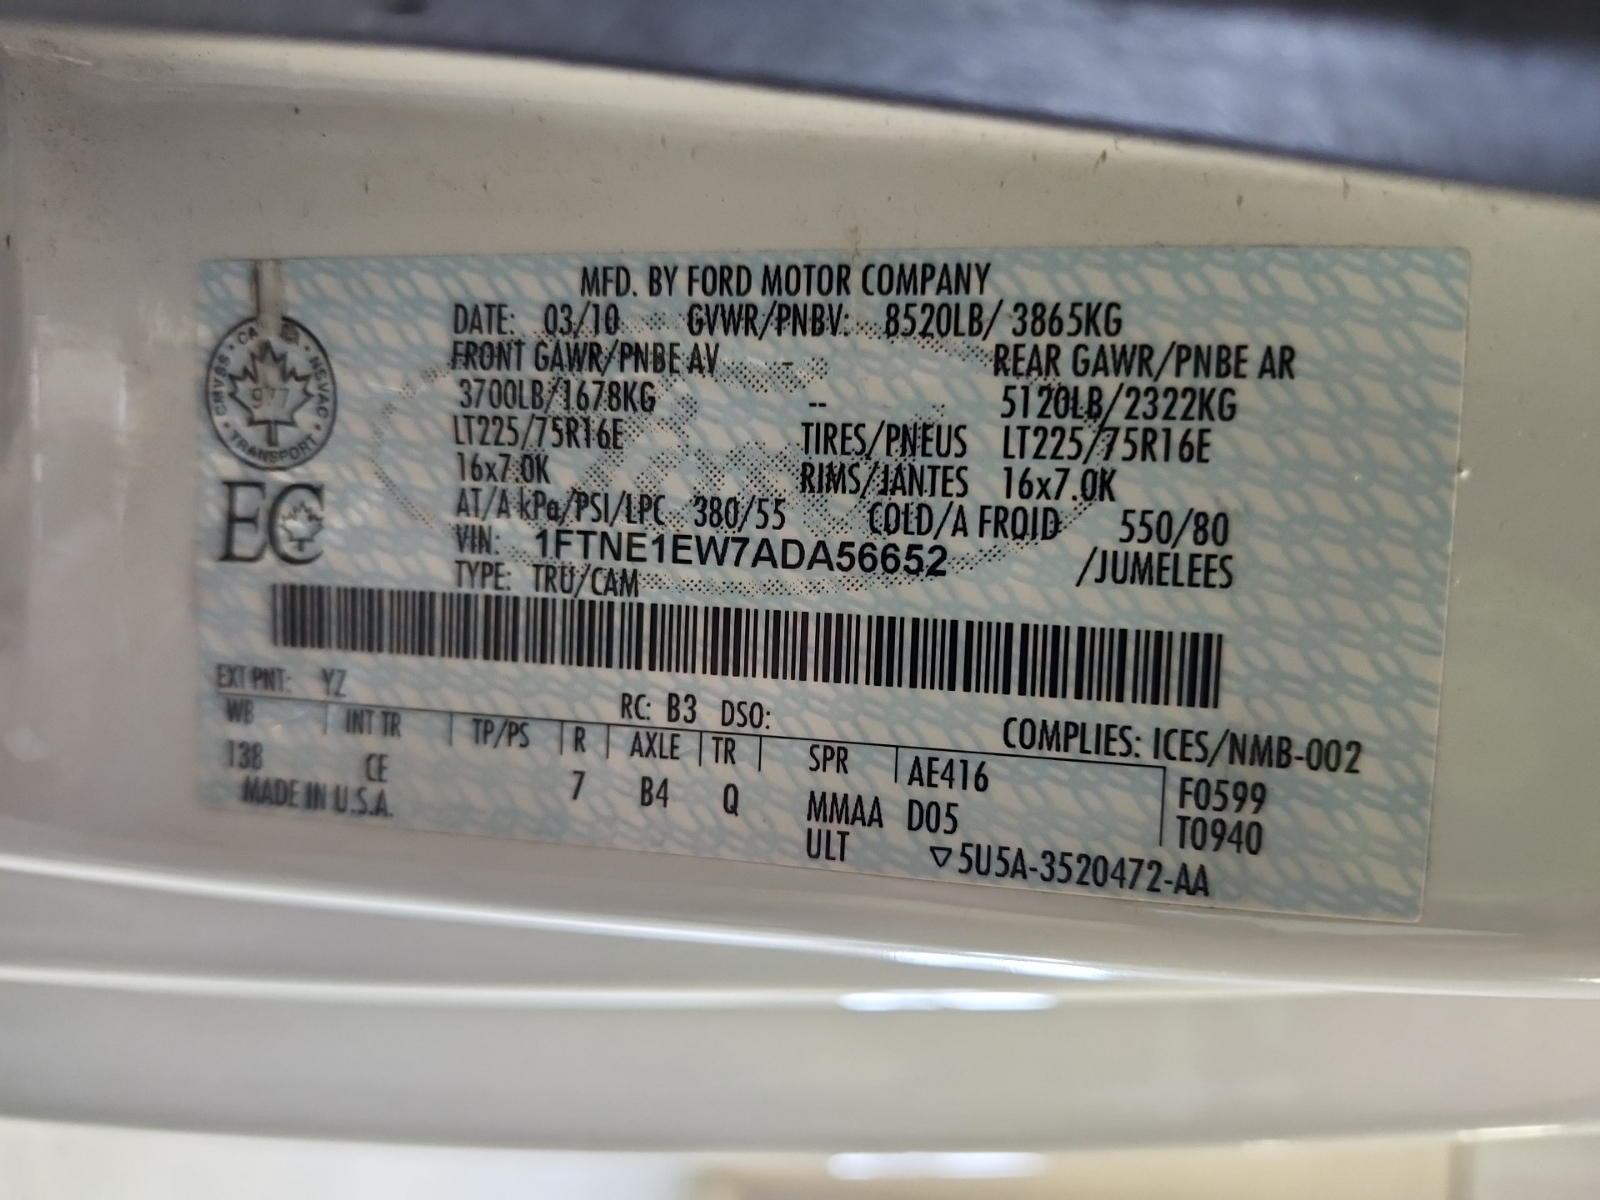 MFD. BY FORD MOTOR COMPANY
DATE: 03/10 GVWR/PNBV: 8520LB/ 3865KG
FRONT GAWR/PNBE AV - REAR GAWR/PNBE AR
3700LB/1678KG -- 5120LB/2322KG
LT225/75R16E TIRES/PNEUS LT225/75R16E
16x7.0K RIMS/JANTES 16x7.0K
AT/A kPa/PSI/LPC 380/55 COLD/A FROID 550/80
VIN: 1FTNE1EW7ADA56652 /JUMELEES
TYPE: TRU/CAM
CMVSS · NSVAC
TRANSPORT
EC
EXT PNT: YZ RC: B3 DSO:
COMPLIES: ICES/NMB-002
WB | INT TR | TP/PS | R | AXLE | TR | SPR | AE416 F0599
138 CE 7 B4 Q MMAA D05 T0940
MADE IN U.S.A. ULT ▽5U5A-3520472-AA